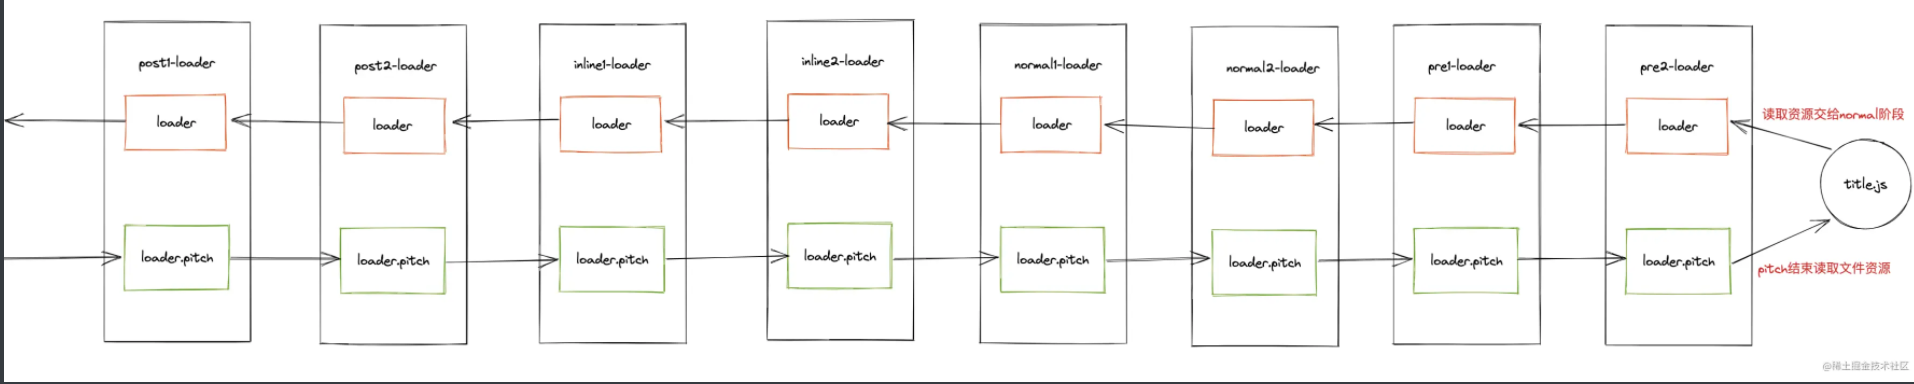 post1-loader
post2-loader
inline1-loader
inline2-loader
normal1-loader
normal2-loader
pre1-loader
pre2-loader
loader
loader
loader
loader
loader
loader
loader
loader
读取资源交给normal阶段
title.js
loader.pitch
loader.pitch
loader.pitch
loader.pitch
loader.pitch
loader.pitch
loader.pitch
loader.pitch
pitch结束读取文件资源
@稀土掘金技术社区